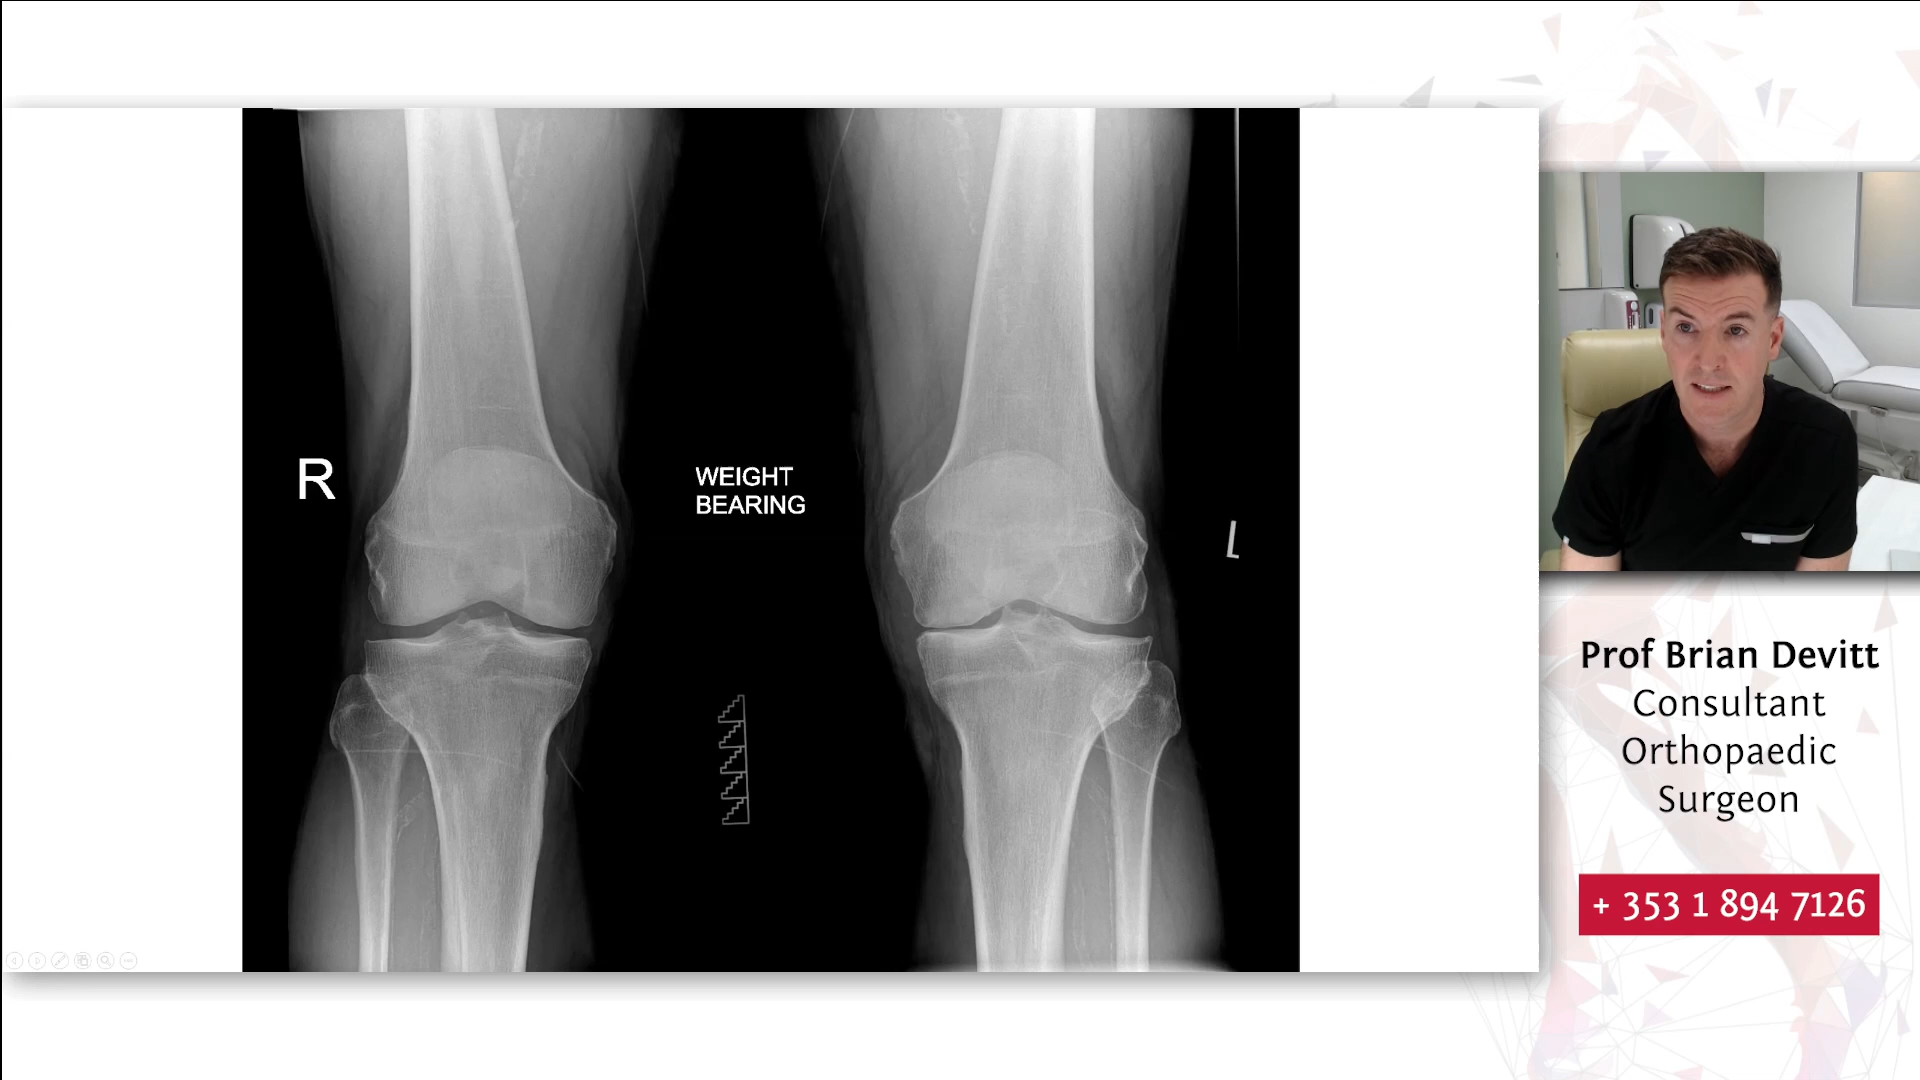 R
WEIGHT
BEARING
L
Prof Brian Devitt
Consultant
Orthopaedic
Surgeon
+ 353 1 894 7126